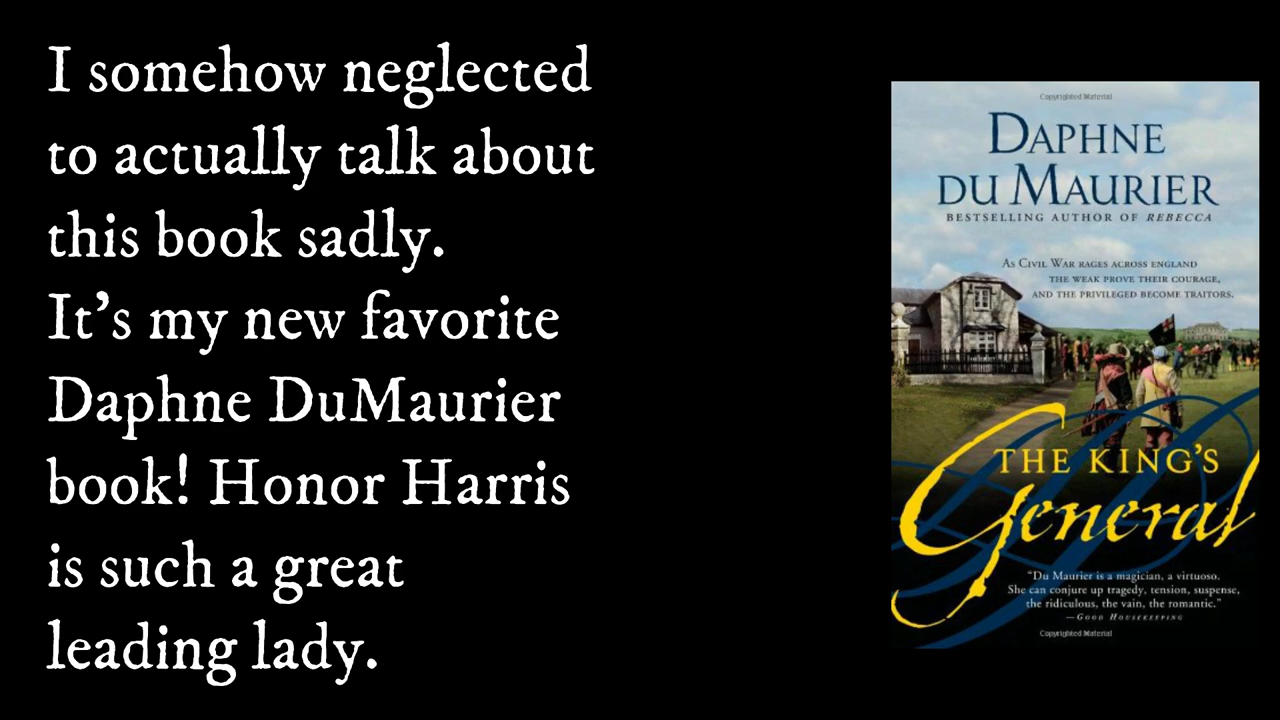 I somehow neglected
to actually talk about
this book sadly.
It's my new favorite
Daphne DuMaurier
book! Honor Harris
is such a great
leading lady.
Copyrighted Material
DAPHNE
DU MAURIER
BESTSELLING AUTHOR OF REBECCA
AS CIVIL WAR RAGES ACROSS ENGLAND
THE WEAK PROVE THEIR COURAGE,
AND THE PRIVILEGED BECOME TRAITORS.
THE KING'S
General
"Du Maurier is a magician, a virtuoso.
She can conjure up tragedy, tension, suspense,
the ridiculous, the vain, the romantic."
—GOOD HOUSEKEEPING
Copyrighted Material